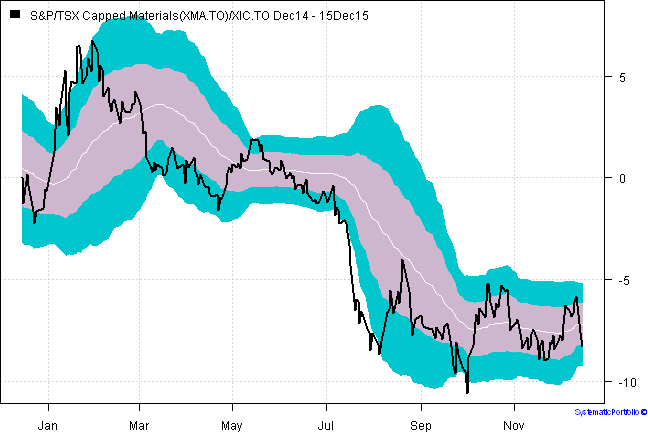 S&P/TSX Capped Materials(XMA.TO)/XIC.TO Dec14 - 15Dec15
5
0
-5
-10
Jan Mar May Jul Sep Nov
SystematicPortfolio ©